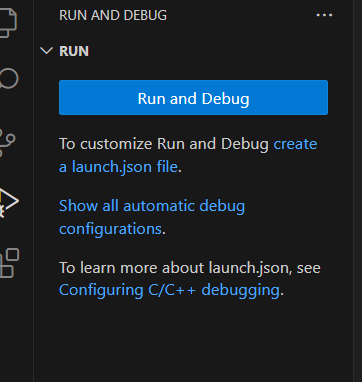 RUN AND DEBUG
RUN
Run and Debug
To customize Run and Debug create
a launch.json file.
Show all automatic debug
configurations.
To learn more about launch.json, see
Configuring C/C++ debugging.